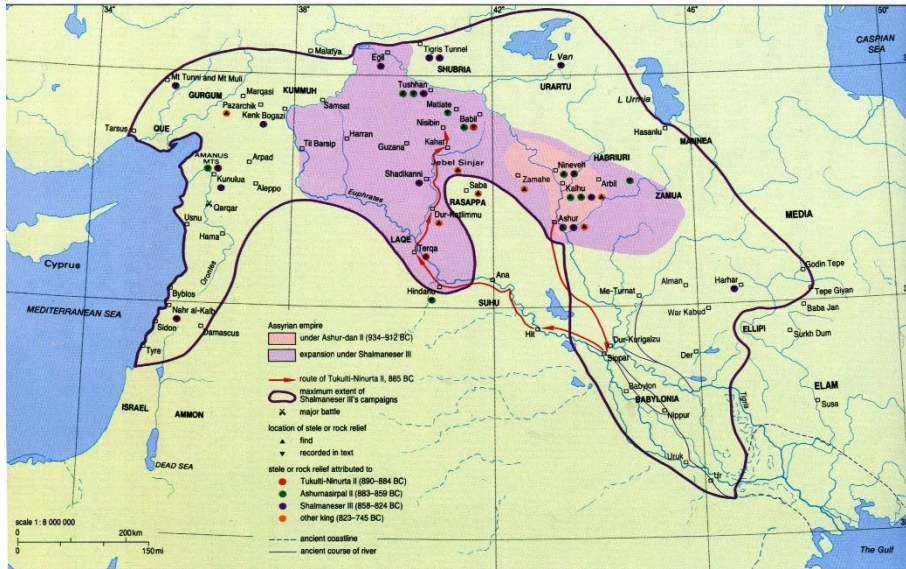 34°
38°
42°
46°
50°
CASPIAN
SEA
Malatya
Tigris Tunnel
Egil
SHUBRIA
L Van
URARTU
Mt Tunni and Mt Muli
Marqasi
GURGUM
KUMMUH
Pazarchik
Kenk Bogazi
Samsat
Tushhan
Matiate
Nisibin
Babil
L Urmia
Hasanlu
MANNEA
Tarsus
QUE
Til Barsip
Harran
Guzana
Kahat
Jebel Sinjar
Nineveh
HABRIURI
AMANUS
MTS
Arpad
Kunulua
Aleppo
Shadikanni
Saba
RASAPPA
Zamahe
Kalhu
Arbil
ZAMUA
Euphrates
Qarqar
Usnu
Hama
Orontes
Dur-Katlimmu
Ashur
MEDIA
Cyprus
LAQE
Terqa
Godin Tepe
Byblos
Hindanu
Ana
SUHU
Me-Turnat
Alman
Harhar
Tepe Giyan
MEDITERRANEAN SEA
Nahr al-Kalb
Sidon
Damascus
War Kabud
Baba Jan
ELLIPI
Surkh Dum
Tyre
Hit
Dur-Kurigalzu
Sippar
Der
ISRAEL
AMMON
Babylon
BABYLONIA
Nippur
Tigris
ELAM
Susa
DEAD SEA
Uruk
Ur
The Gulf
Assyrian empire
under Ashur-dan II (934–912 BC)
expansion under Shalmaneser III
route of Tukulti-Ninurta II, 885 BC
maximum extent of
Shalmaneser III's campaigns
major battle
location of stele or rock relief
find
recorded in text
stele or rock relief attributed to
Tukulti-Ninurta II (890–884 BC)
Ashurnasirpal II (883–859 BC)
Shalmaneser III (858–824 BC)
other king (823–745 BC)
ancient coastline
ancient course of river
scale 1: 8 000 000
0
200km
0
150mi